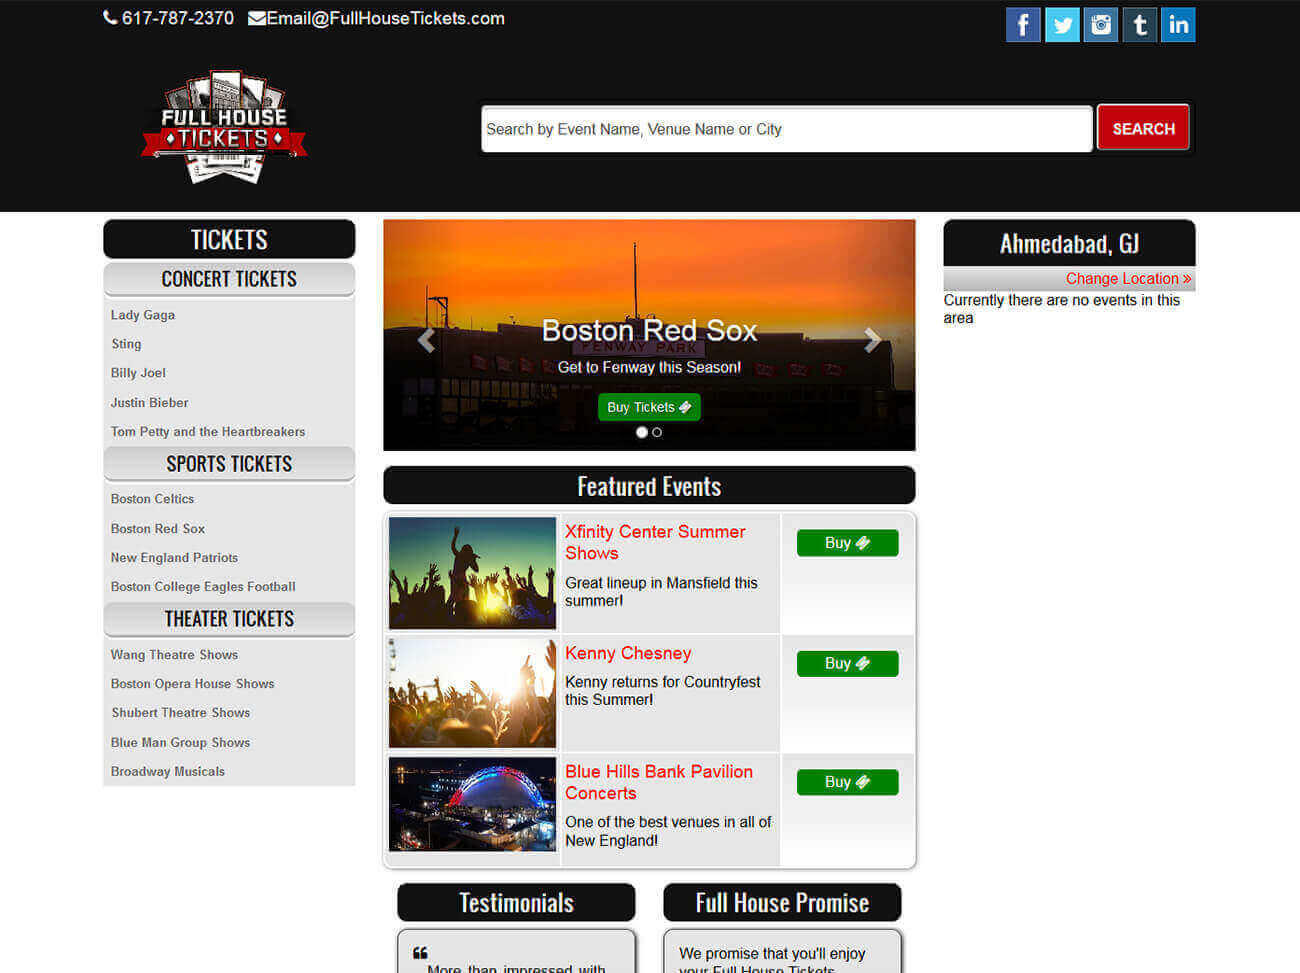 617-787-2370 Email@FullHouseTickets.com
f t in
FULL HOUSE
TICKETS
Search by Event Name, Venue Name or City
SEARCH
TICKETS
CONCERT TICKETS
Lady Gaga
Sting
Billy Joel
Justin Bieber
Tom Petty and the Heartbreakers
SPORTS TICKETS
Boston Celtics
Boston Red Sox
New England Patriots
Boston College Eagles Football
THEATER TICKETS
Wang Theatre Shows
Boston Opera House Shows
Shubert Theatre Shows
Blue Man Group Shows
Broadway Musicals
Boston Red Sox
FENWAY PARK
Get to Fenway this Season!
Buy Tickets
Featured Events
Xfinity Center Summer
Shows
Great lineup in Mansfield this
summer!
Buy
Kenny Chesney
Kenny returns for Countryfest
this Summer!
Buy
Blue Hills Bank Pavilion
Concerts
One of the best venues in all of
New England!
Buy
Testimonials
“
More than impressed with
Full House Promise
We promise that you'll enjoy
your Full House Tickets
Ahmedabad, GJ
Change Location »
Currently there are no events in this
area